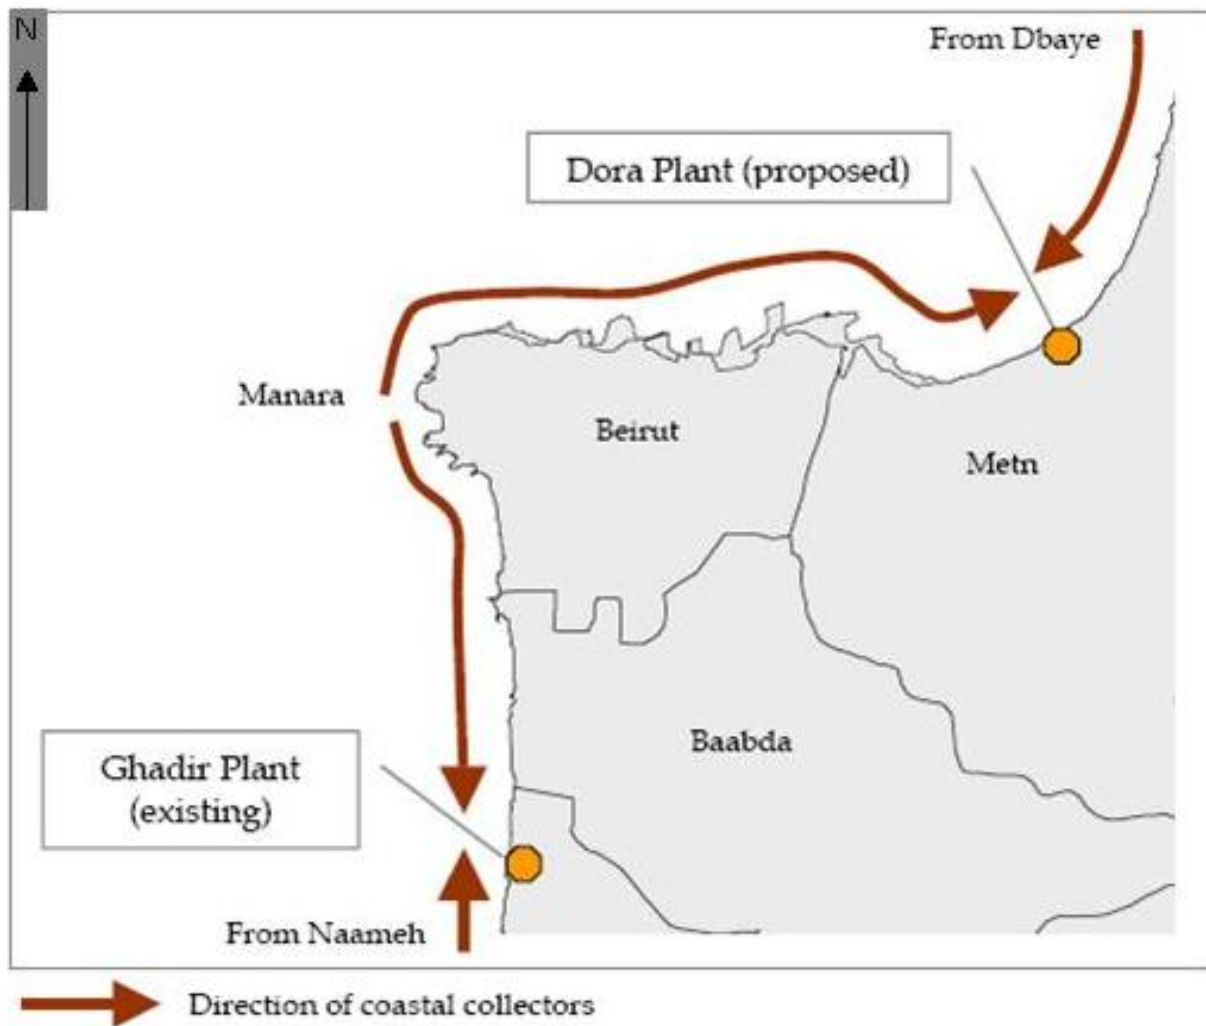 N
From Dbaye
Dora Plant (proposed)
Manara
Beirut
Metn
Baabda
Ghadir Plant
(existing)
From Naameh
Direction of coastal collectors